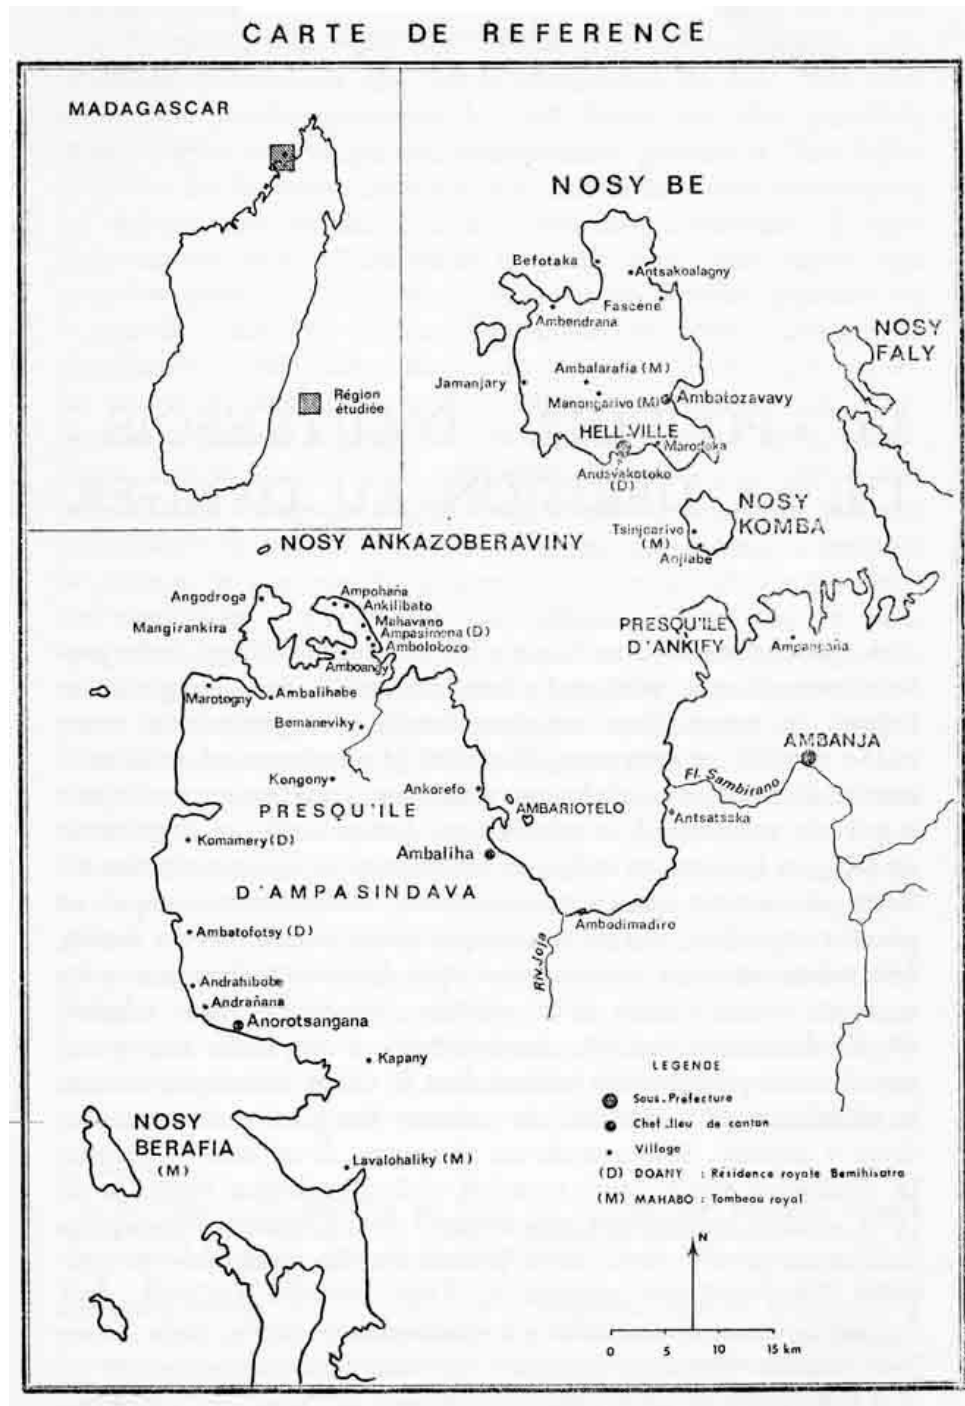 CARTE DE REFERENCE
MADAGASCAR
Région
étudiée
NOSY BE
Befotaka
Antsakoalagny
Fascene
Ambendrana
NOSY
FALY
Jamanjary
Ambalarafia (M)
Manongarivo (M)
Ambatozavavy
HELL-VILLE
Marodoka
Andavakotoko
(D)
NOSY
KOMBA
Tsinjoarivo
(M)
Anjiabe
NOSY ANKAZOBERAVINY
Angodroga
Mangirankira
Ampohana
Ankilibato
Mahavano
Ampasimena (D)
Ambolobozo
Amboangy
PRESQU'ILE
D'ANKIFY
Marotogny
Ambalihabe
Bemaneviky
Kongony
AMBANJA
Fl. Sambirano
Ankorefo
AMBARIOTELO
Antsatsaka
PRESQU'ILE
Komamery (D)
Ambaliha
D'AMPASINDAVA
Ambodimadiro
Ambatofotsy (D)
Riv. Joja
Andrahibobe
Andrañana
Anorotsangana
Kapany
NOSY
BERAFIA
(M)
Lavalohaliky (M)
LEGENDE
Sous-Préfecture
Chef-lieu de canton
Village
(D) DOANY : Résidence royale Bemihisatra
(M) MAHABO : Tombeau royal
N
0 5 10 15 km